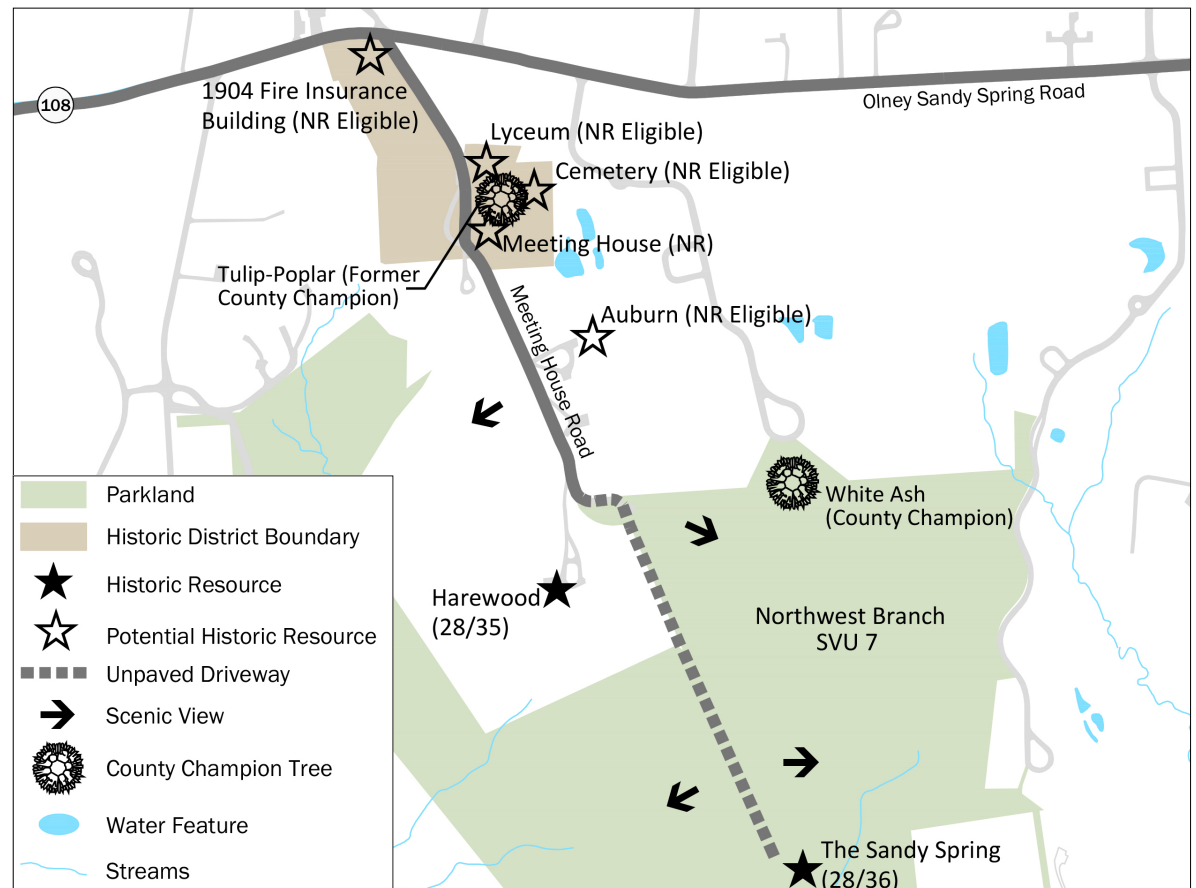 108
Olney Sandy Spring Road
1904 Fire Insurance
Building (NR Eligible)
Lyceum (NR Eligible)
Cemetery (NR Eligible)
Meeting House (NR)
Tulip-Poplar (Former
County Champion)
Meeting House Road
Auburn (NR Eligible)
White Ash
(County Champion)
Harewood
(28/35)
Northwest Branch
SVU 7
The Sandy Spring
(28/36)
Parkland
Historic District Boundary
Historic Resource
Potential Historic Resource
Unpaved Driveway
Scenic View
County Champion Tree
Water Feature
Streams